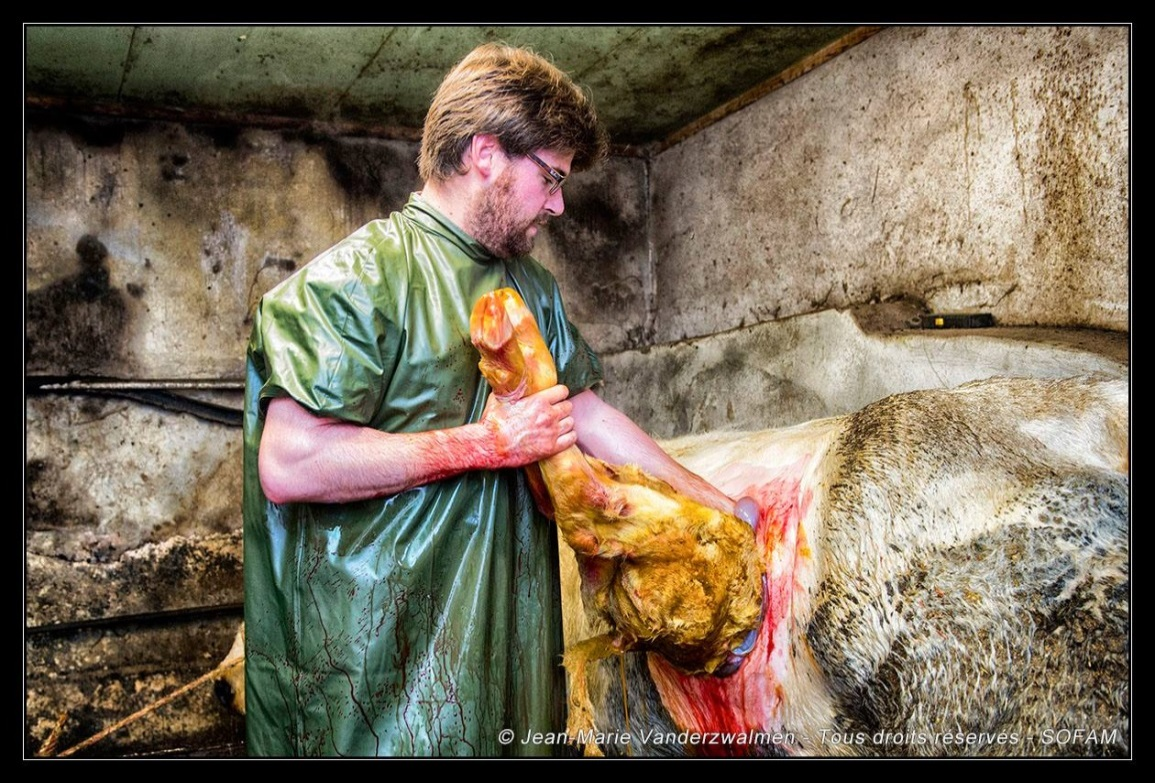 © Jean-Marie Vanderzwalmen - Tous droits réservés - SOFAM